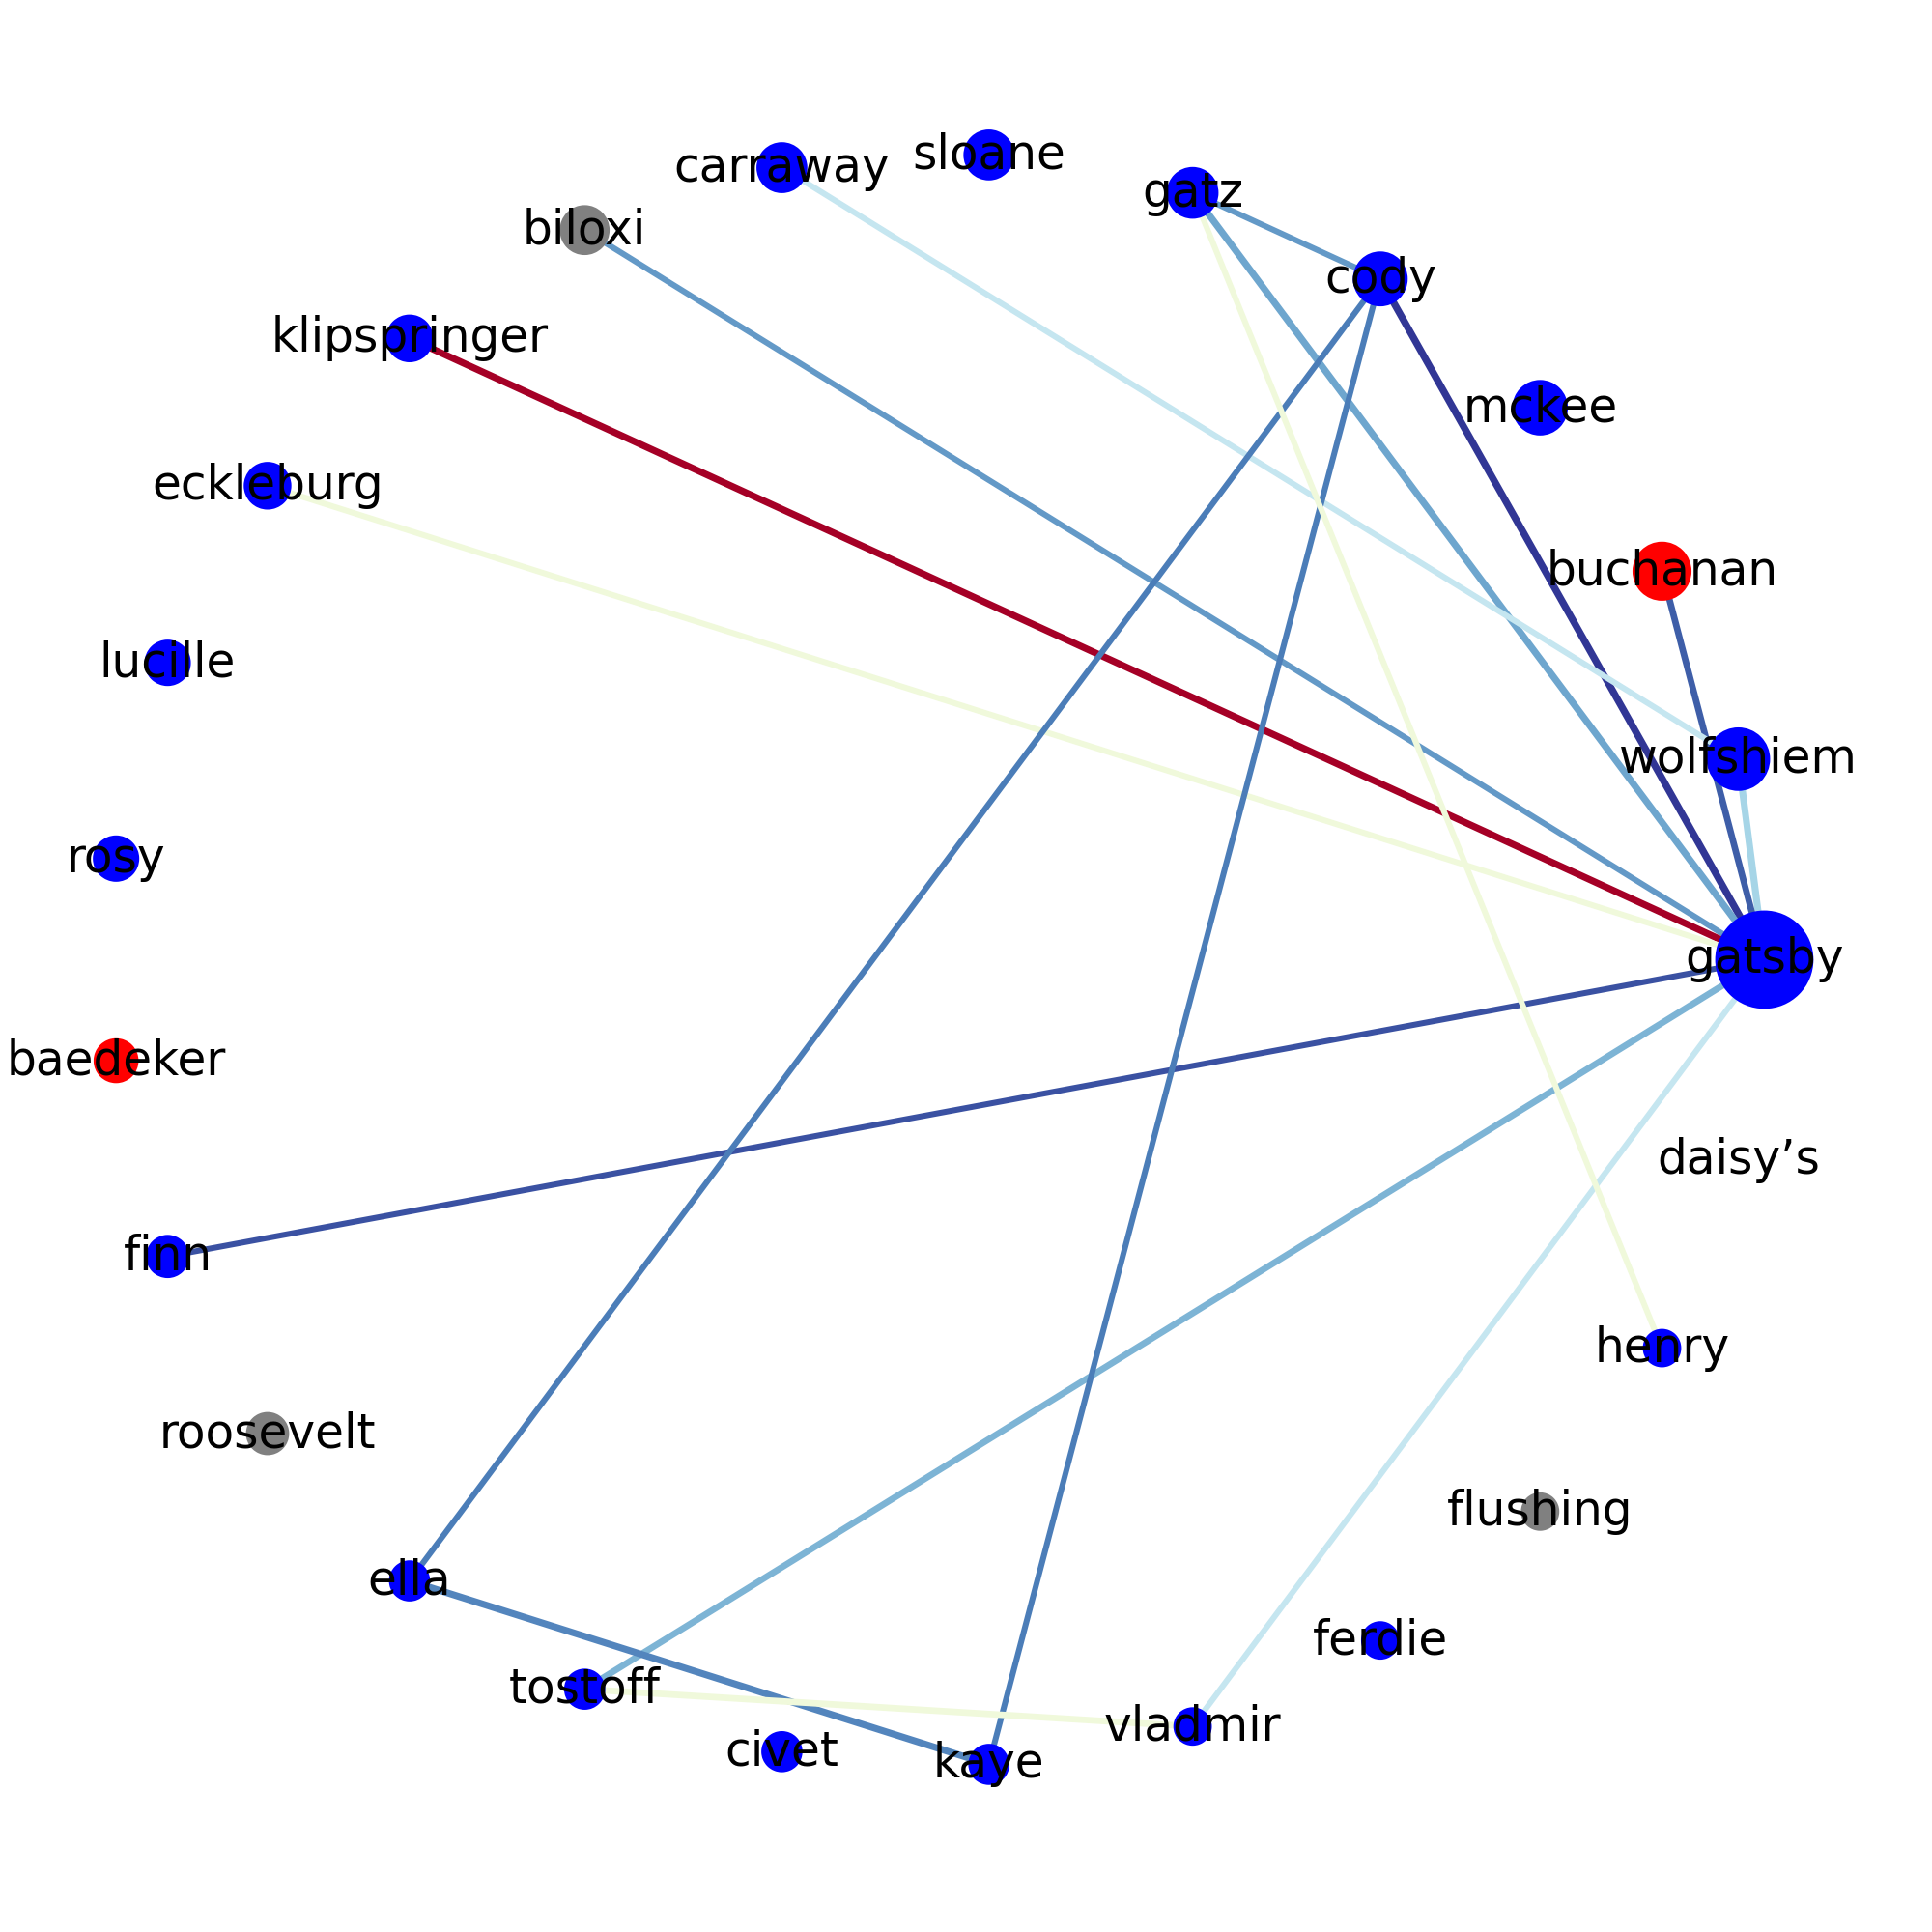 sloane
carraway
gatz
biloxi
cody
klipspringer
mckee
eckleburg
buchanan
lucille
wolfshiem
rosy
gatsby
baedeker
daisy’s
finn
henry
roosevelt
flushing
ella
ferdie
tostoff
vladmir
civet
kaye